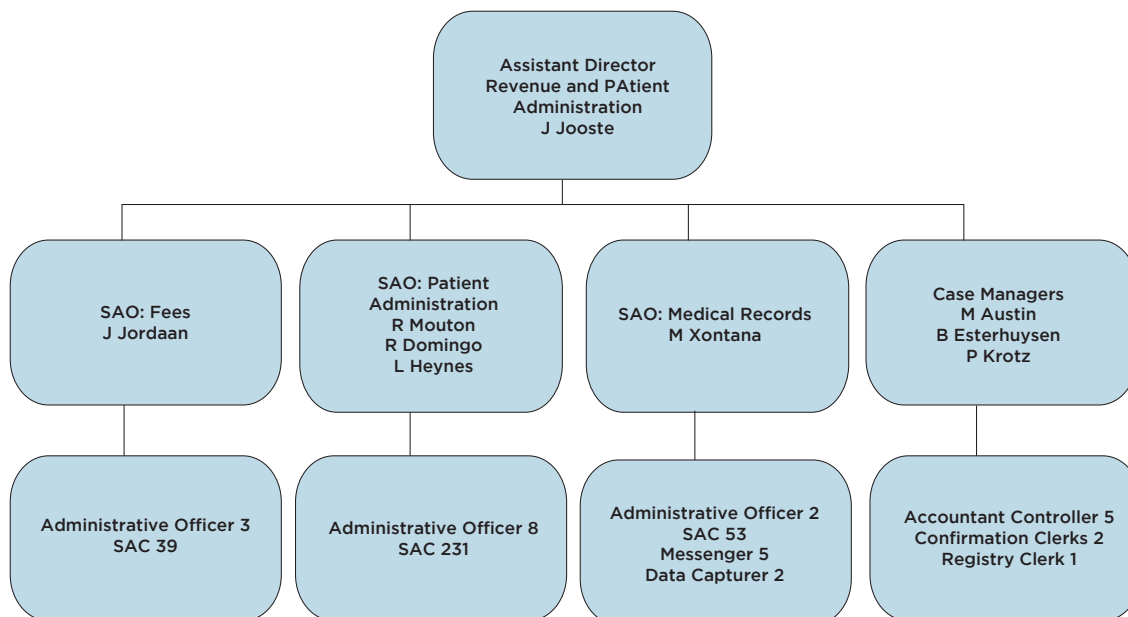 Assistant Director
Revenue and PAtient
Administration
J Jooste
SAO: Fees
J Jordaan
SAO: Patient
Administration
R Mouton
R Domingo
L Heynes
SAO: Medical Records
M Xontana
Case Managers
M Austin
B Esterhuysen
P Krotz
Administrative Officer 3
SAC 39
Administrative Officer 8
SAC 231
Administrative Officer 2
SAC 53
Messenger 5
Data Capturer 2
Accountant Controller 5
Confirmation Clerks 2
Registry Clerk 1